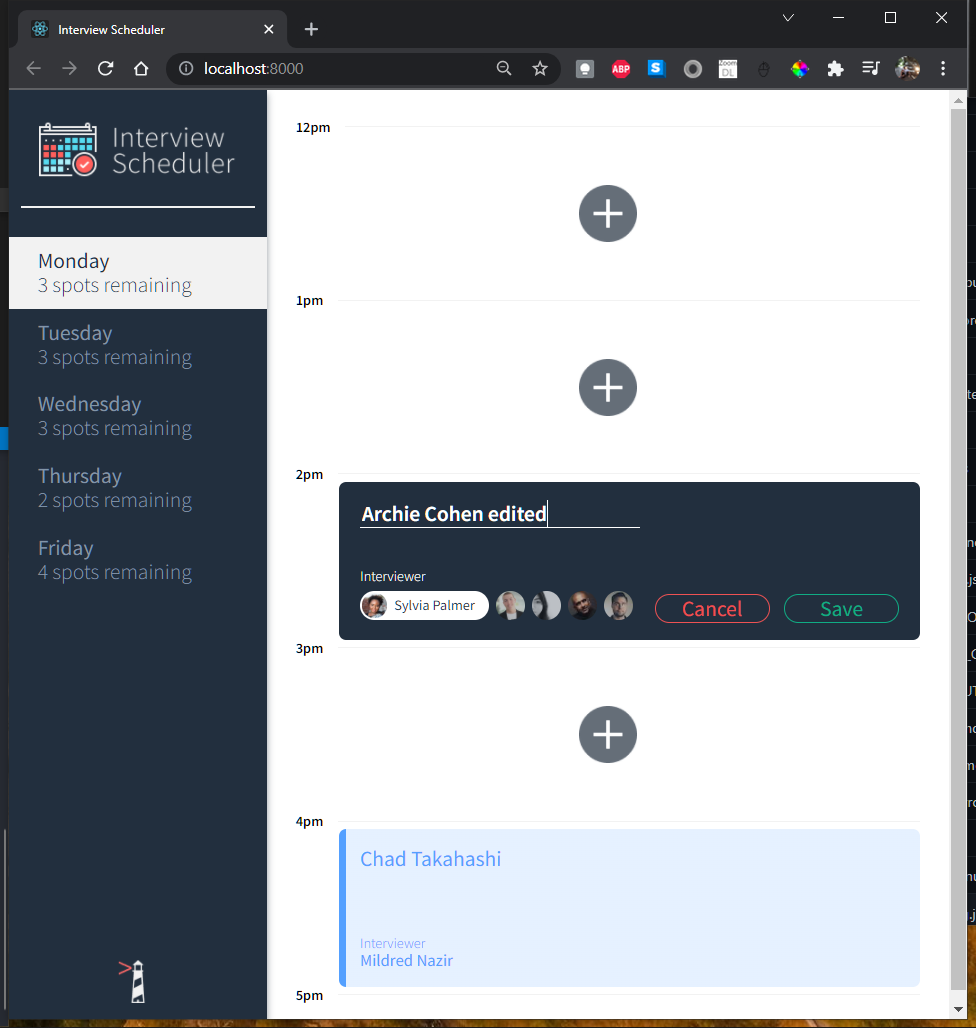 Interview Scheduler
localhost:8000
ABP
S
Zoom
DL
Interview
Scheduler
Monday
3 spots remaining
Tuesday
3 spots remaining
Wednesday
3 spots remaining
Thursday
2 spots remaining
Friday
4 spots remaining
12pm
1pm
2pm
Archie Cohen edited
Interviewer
Sylvia Palmer
Cancel
Save
3pm
4pm
Chad Takahashi
Interviewer
Mildred Nazir
5pm